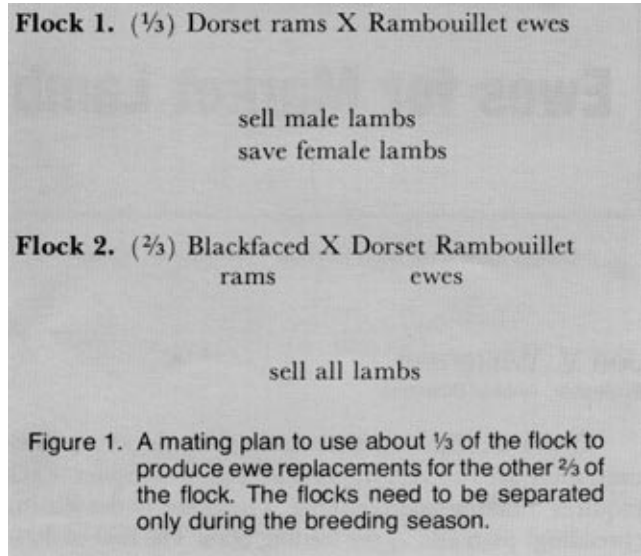 Flock 1. (⅓) Dorset rams X Rambouillet ewes
sell male lambs
save female lambs
Flock 2. (⅔) Blackfaced X Dorset Rambouillet
rams ewes
sell all lambs
Figure 1. A mating plan to use about ⅓ of the flock to
produce ewe replacements for the other ⅔ of
the flock. The flocks need to be separated
only during the breeding season.